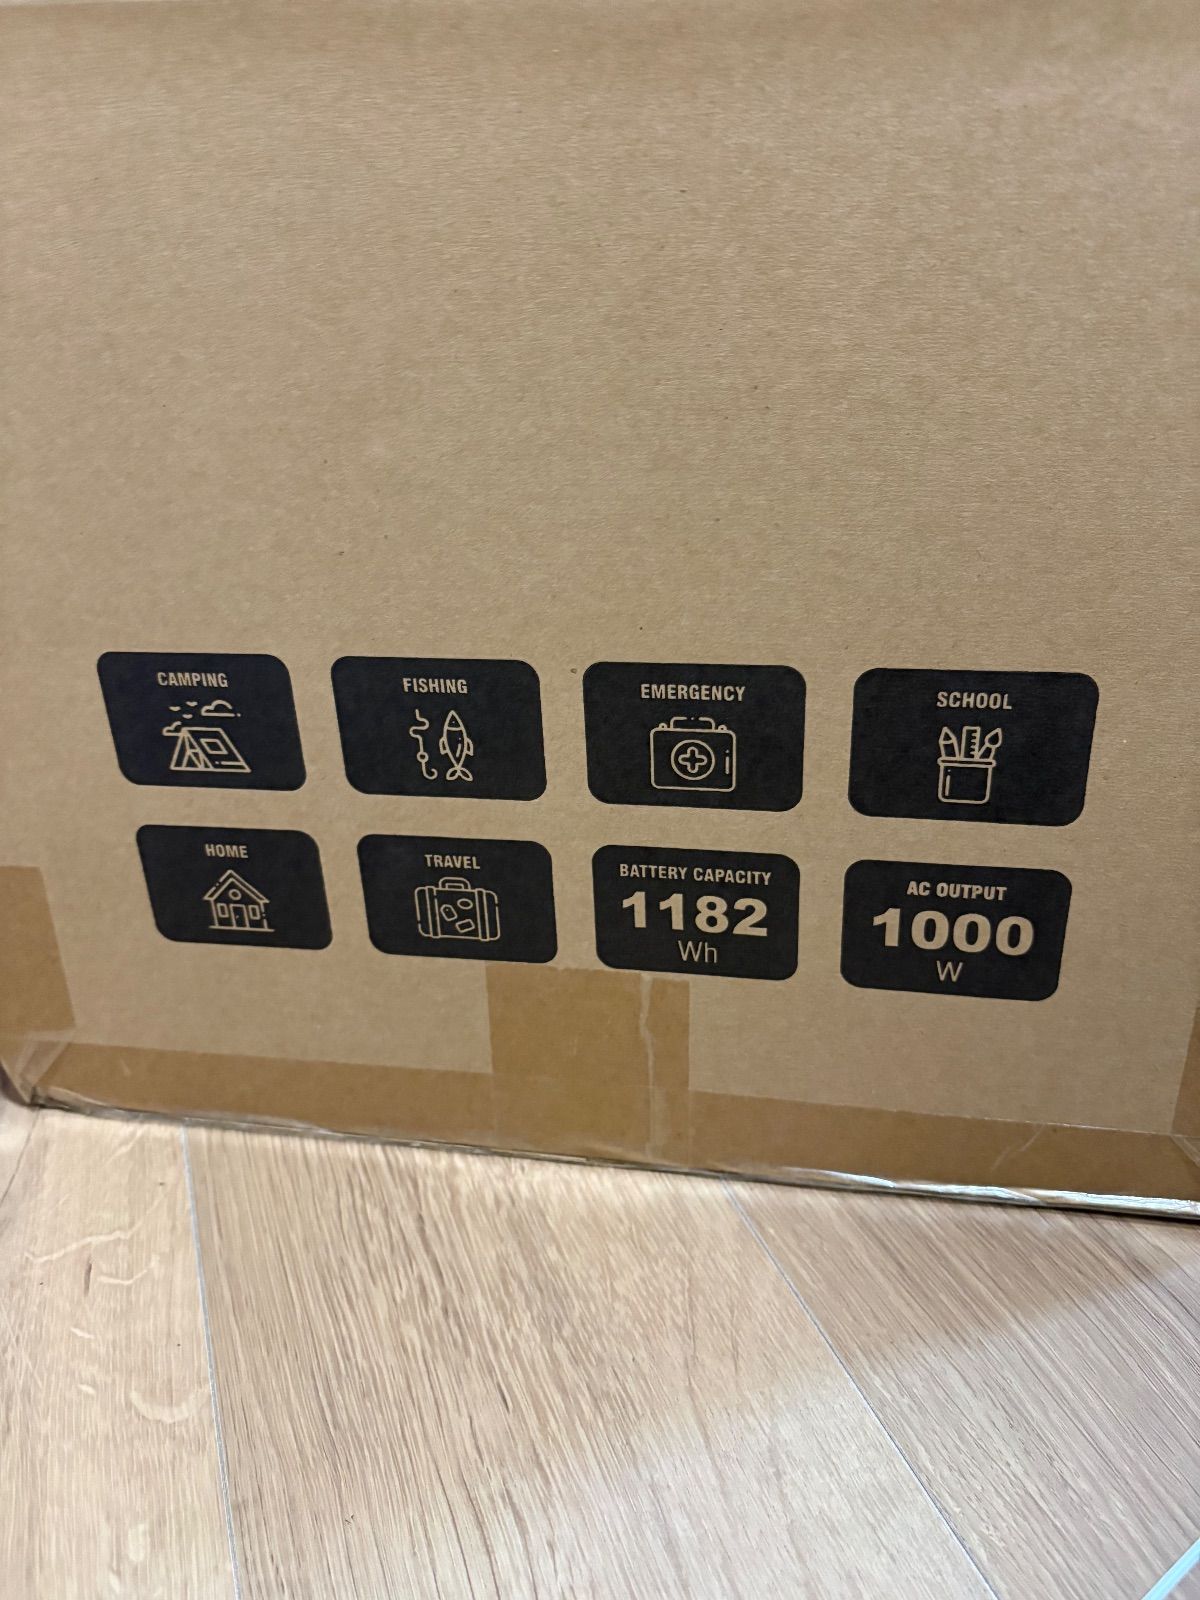 CAMPING
FISHING
EMERGENCY
SCHOOL
HOME
TRAVEL
BATTERY CAPACITY
1182
Wh
AC OUTPUT
1000
W